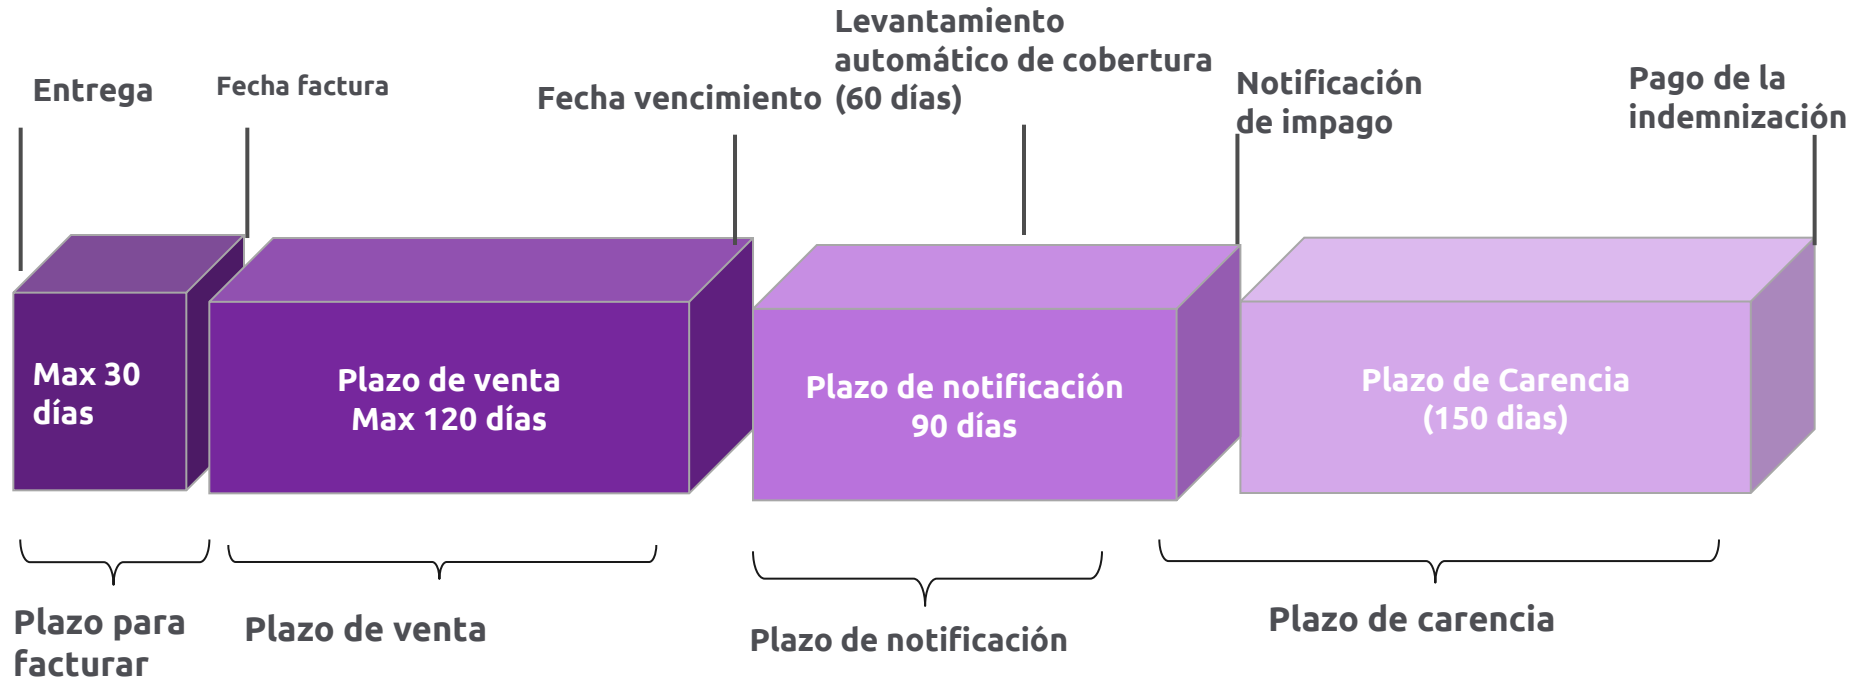 Entrega
Fecha factura
Fecha vencimiento
Levantamiento
automático de cobertura
(60 días)
Notificación
de impago
Pago de la
indemnización
Max 30
días
Plazo de venta
Max 120 días
Plazo de notificación
90 días
Plazo de Carencia
(150 dias)
Plazo para
facturar
Plazo de venta
Plazo de notificación
Plazo de carencia